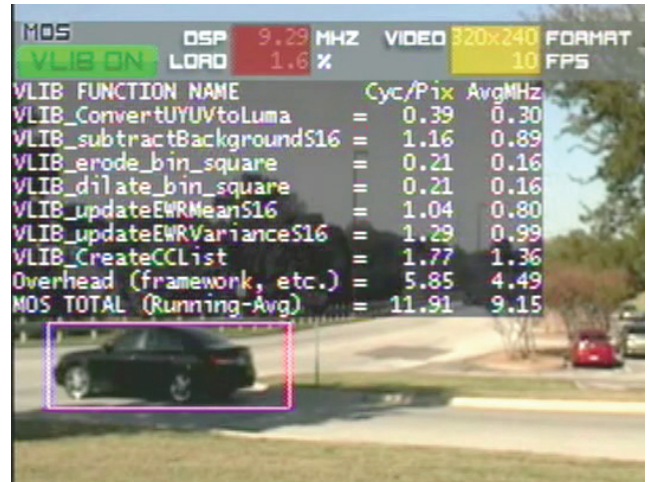 MOS DSP 9.29 MHZ VIDEO 320x240 FORMAT
VLIB ON LOAD 1.6 % 10 FPS
VLIB FUNCTION NAME Cyc/Pix AvgMHz
VLIB_ConvertUYUVtoLuma = 0.39 0.30
VLIB_subtractBackgroundS16 = 1.16 0.89
VLIB_erode_bin_square = 0.21 0.16
VLIB_dilate_bin_square = 0.21 0.16
VLIB_updateEWRMeanS16 = 1.04 0.80
VLIB_updateEWRVarianceS16 = 1.29 0.99
VLIB_CreateCCList = 1.77 1.36
Overhead (framework, etc.) = 5.85 4.49
MOS TOTAL (Running-Avg) = 11.91 9.15